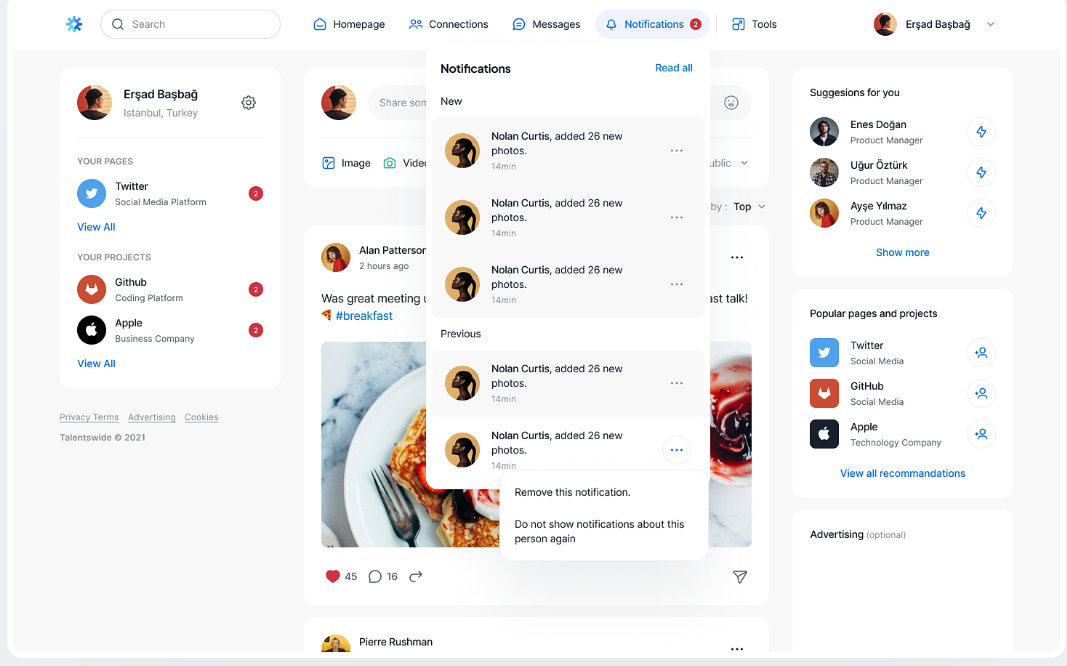 Search
Homepage
Connections
Messages
Notifications
2
Tools
Erşad Başbağ
Erşad Başbağ
Istanbul, Turkey
YOUR PAGES
Twitter
2
Social Media Platform
View All
YOUR PROJECTS
Github
2
Coding Platform
Apple
2
Business Company
View All
Privacy Terms
Advertising
Cookies
Talentswide © 2021
Share som
Image
Video
by : Top
Alan Patterson
2 hours ago
Was great meeting
ast talk!
#breakfast
45
16
Pierre Rushman
Notifications
Read all
New
Nolan Curtis, added 26 new
photos.
14min
Nolan Curtis, added 26 new
photos.
14min
Nolan Curtis, added 26 new
photos.
14min
Previous
Nolan Curtis, added 26 new
photos.
14min
Nolan Curtis, added 26 new
photos.
14min
Remove this notification.
Do not show notifications about this
person again
Suggesions for you
Enes Doğan
Product Manager
Uğur Öztürk
Product Manager
Ayşe Yılmaz
Product Manager
Show more
Popular pages and projects
Twitter
Social Media
GitHub
Social Media
Apple
Technology Company
View all recommandations
Advertising (optional)